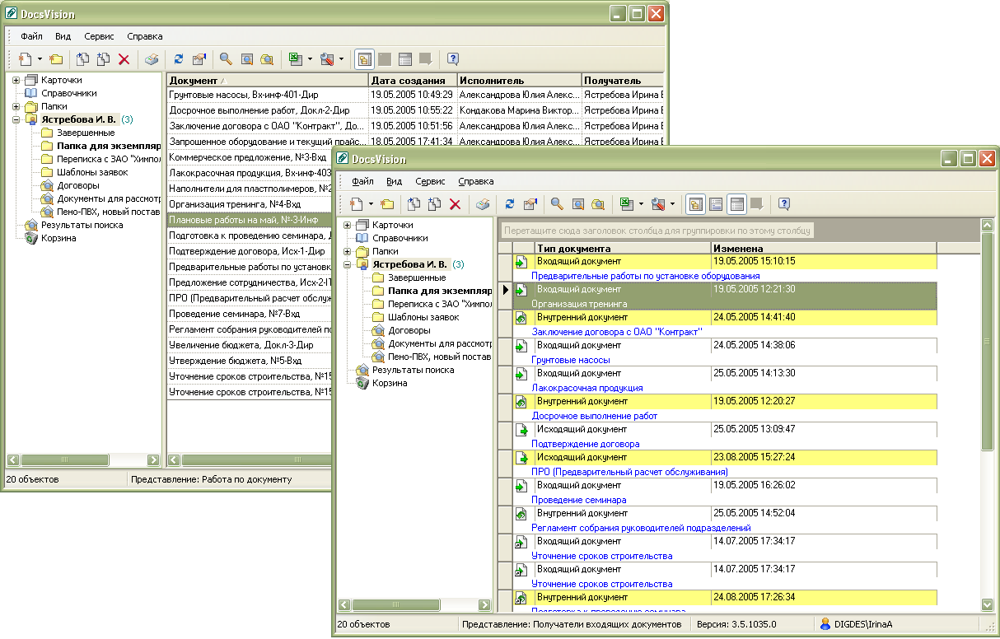 DocsVision
Файл Вид Сервис Справка
Карточки
Справочники
Папки
Ястребова И. В. (3)
Завершенные
Папка для экземпляр
Переписка с ЗАО "Химпол
Шаблоны заявок
Договоры
Документы для рассмотр
Пено-ПВХ, новый постав
Результаты поиска
Корзина
Документ Дата создания Исполнитель Получатель
Грунтовые насосы, Вх-инф-401-Дир 19.05.2005 10:49:29 Александрова Юлия Алекс... Ястребова Ирина В
Досрочное выполнение работ, Докл-2-Дир 19.05.2005 10:55:22 Кондакова Марина Виктор... Ястребова Ирина В
Заключение договора с ОАО "Контракт", До... 19.05.2005 10:51:56 Александрова Юлия Алекс... Ястребова Ирина В
Запрошенное оборудование и текущий прайс... 18.05.2005 17:41:34 Александрова Юлия Алекс... Ястребова Ирина В
Коммерческое предложение, №3-Вхд
Лакокрасочная продукция, Вх-инф-403
Наполнители для пластполимеров, №2
Организация тренинга, №4-Вхд
Плановые работы на май, №-3-Инф
Подготовка к проведению семинара, Д
Подтверждение договора, Исх-1-Дир
Предварительные работы по установк
Предложение сотрудничества, Исх-2-П
ПРО (Предварительный расчет обслуж
Проведение семинара, №7-Вхд
Регламент собрания руководителей по
Увеличение бюджета, Докл-3-Дир
Утверждение бюджета, №5-Вхд
Уточнение сроков строительства, №15
Уточнение сроков строительства, №15
20 объектов Представление: Работа по документу
DocsVision
Файл Вид Сервис Справка
Карточки
Справочники
Папки
Ястребова И. В. (3)
Завершенные
Папка для экземпляр
Переписка с ЗАО "Химпол
Шаблоны заявок
Договоры
Документы для рассмотр
Пено-ПВХ, новый постав
Результаты поиска
Корзина
Перетащите сюда заголовок столбца для группировки по этому столбцу
Тип документа Изменена
Входящий документ 19.05.2005 15:10:15
Предварительные работы по установке оборудования
Входящий документ 19.05.2005 12:21:30
Организация тренинга
Внутренний документ 24.05.2005 14:41:40
Заключение договора с ОАО "Контракт"
Входящий документ 24.05.2005 14:38:06
Грунтовые насосы
Входящий документ 25.05.2005 14:13:30
Лакокрасочная продукция
Внутренний документ 19.05.2005 12:20:27
Досрочное выполнение работ
Исходящий документ 25.05.2005 13:09:47
Подтверждение договора
Исходящий документ 23.08.2005 15:27:24
ПРО (Предварительный расчет обслуживания)
Входящий документ 19.05.2005 16:26:02
Проведение семинара
Внутренний документ 25.05.2005 14:52:04
Регламент собрания руководителей подразделений
Входящий документ 14.07.2005 17:34:17
Уточнение сроков строительства
Входящий документ 14.07.2005 17:34:17
Уточнение сроков строительства
Внутренний документ 24.08.2005 17:26:34
Подготовка к проведению семинара
20 объектов Представление: Получатели входящих документов Версия: 3.5.1035.0 DIGDES\IrinaA